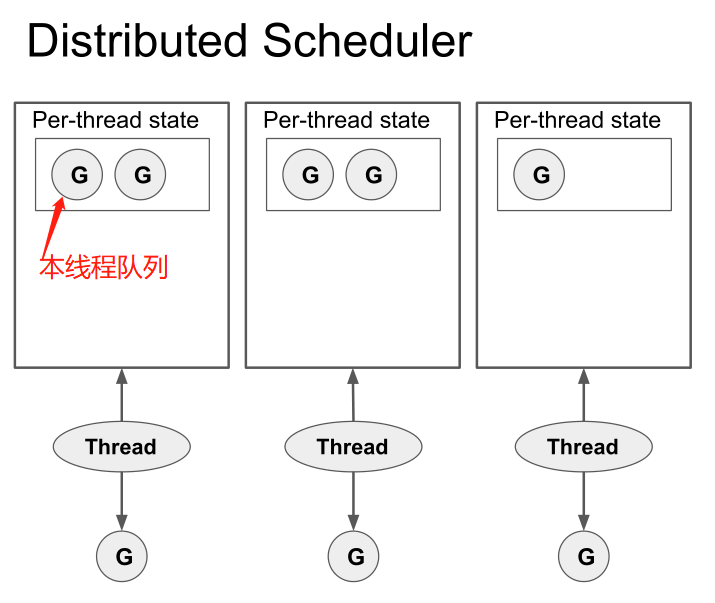 Distributed Scheduler
Per-thread state
Per-thread state
Per-thread state
G
G
G
G
G
本线程队列
Thread
Thread
Thread
G
G
G